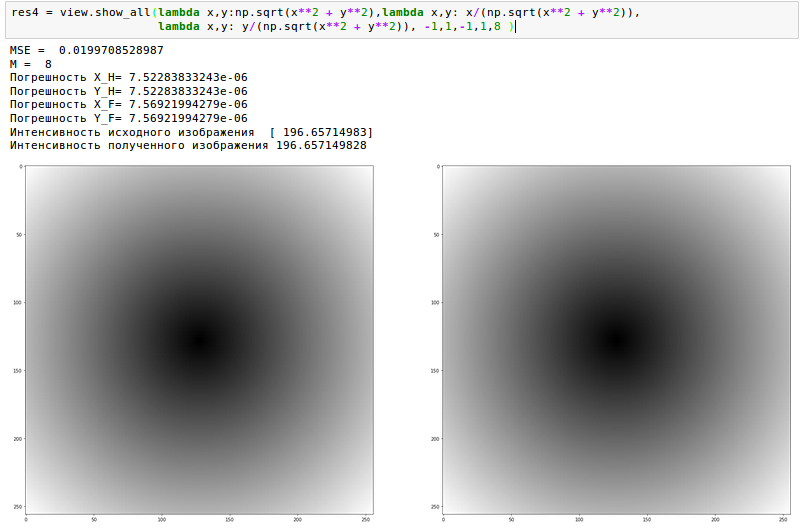 res4 = view.show_all(lambda x,y:np.sqrt(x**2 + y**2),lambda x,y: x/(np.sqrt(x**2 + y**2)),
lambda x,y: y/(np.sqrt(x**2 + y**2)), -1,1,-1,1,8 )
MSE = 0.0199708528987
M = 8
Погрешность X_H= 7.52283833243e-06
Погрешность Y_H= 7.52283833243e-06
Погрешность X_F= 7.56921994279e-06
Погрешность Y_F= 7.56921994279e-06
Интенсивность исходного изображения [ 196.65714983]
Интенсивность полученного изображения 196.657149828
0
50
100
150
200
250
0 50 100 150 200 250
0
50
100
150
200
250
0 50 100 150 200 250